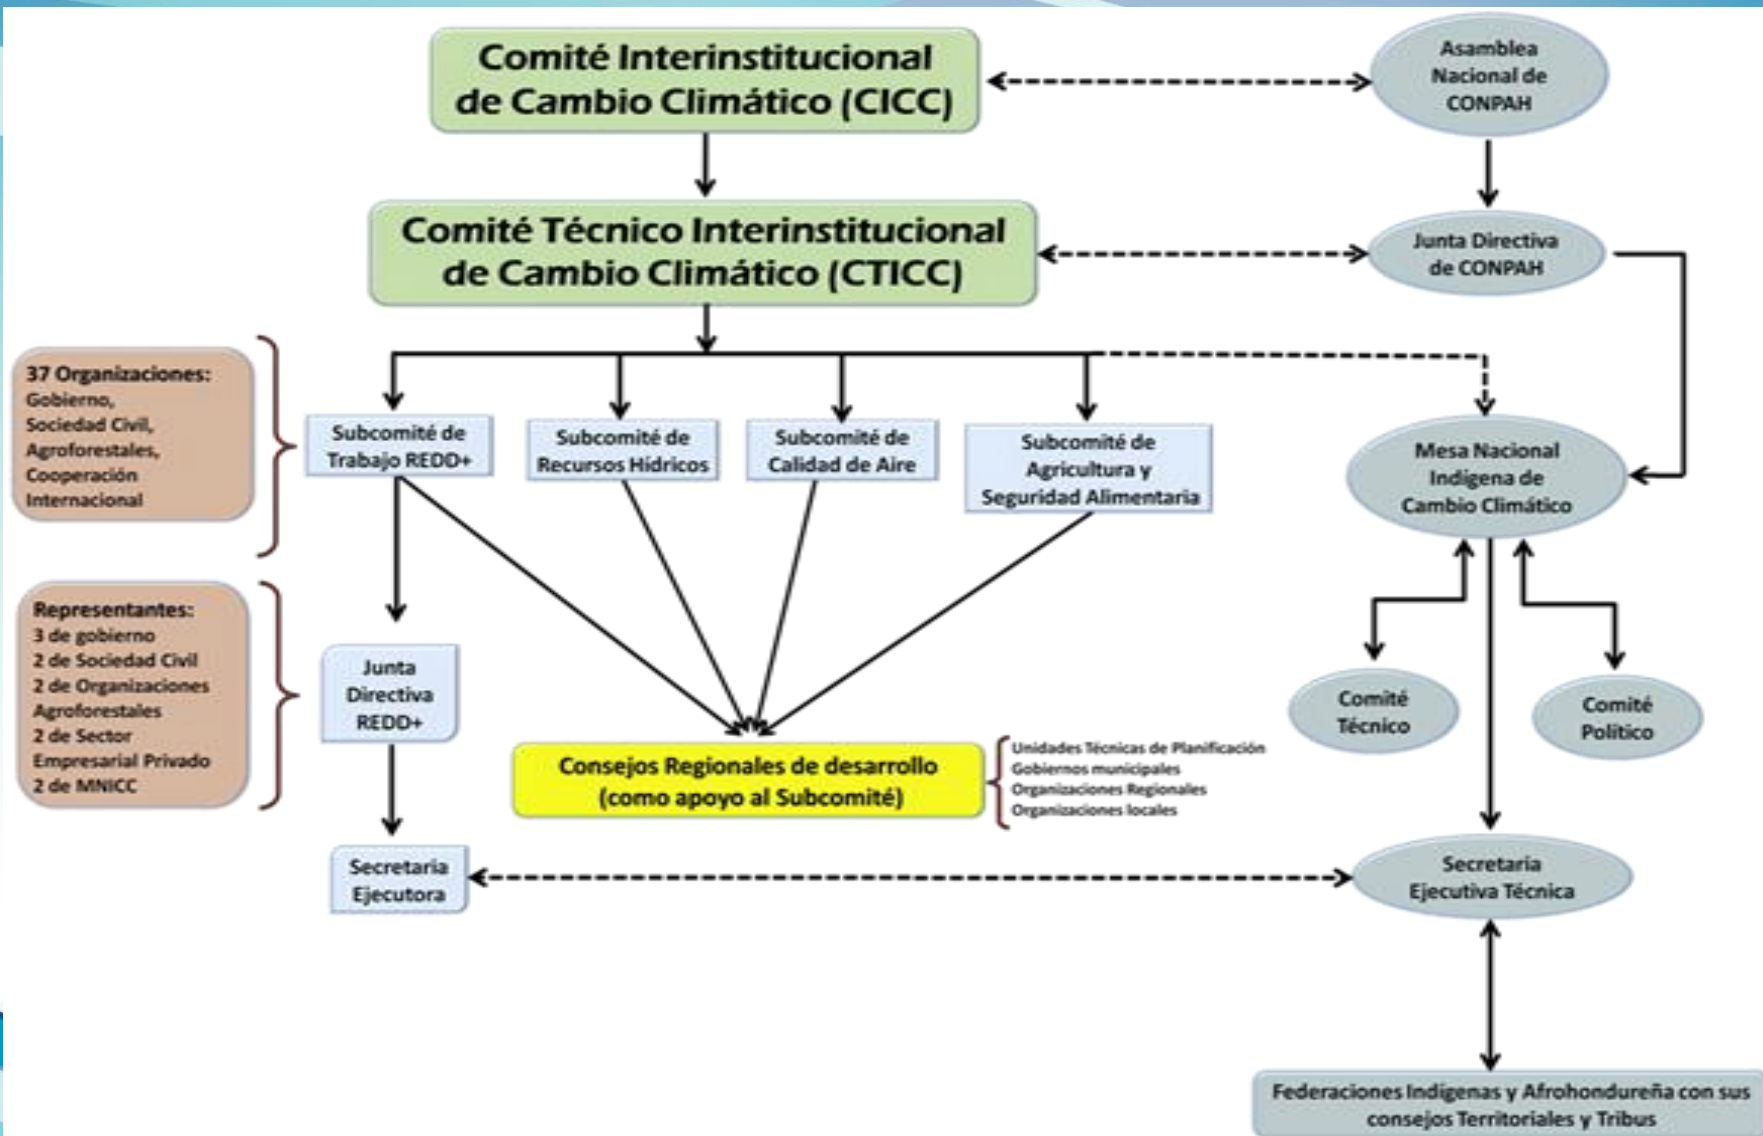 Comité Interinstitucional
de Cambio Climático (CICC)
Asamblea
Nacional de
CONPAH
Comité Técnico Interinstitucional
de Cambio Climático (CTICC)
Junta Directiva
de CONPAH
37 Organizaciones:
Gobierno,
Sociedad Civil,
Agroforestales,
Cooperación
Internacional
Subcomité de
Trabajo REDD+
Subcomité de
Recursos Hídricos
Subcomité de
Calidad de Aire
Subcomité de
Agricultura y
Seguridad Alimentaria
Mesa Nacional
Indígena de
Cambio Climático
Representantes:
3 de gobierno
2 de Sociedad Civil
2 de Organizaciones
Agroforestales
2 de Sector
Empresarial Privado
2 de MNICC
Junta
Directiva
REDD+
Comité
Técnico
Comité
Político
Consejos Regionales de desarrollo
(como apoyo al Subcomité)
Unidades Técnicas de Planificación
Gobiernos municipales
Organizaciones Regionales
Organizaciones locales
Secretaria
Ejecutora
Secretaria
Ejecutiva Técnica
Federaciones Indígenas y Afrohondureña con sus
consejos Territoriales y Tribus